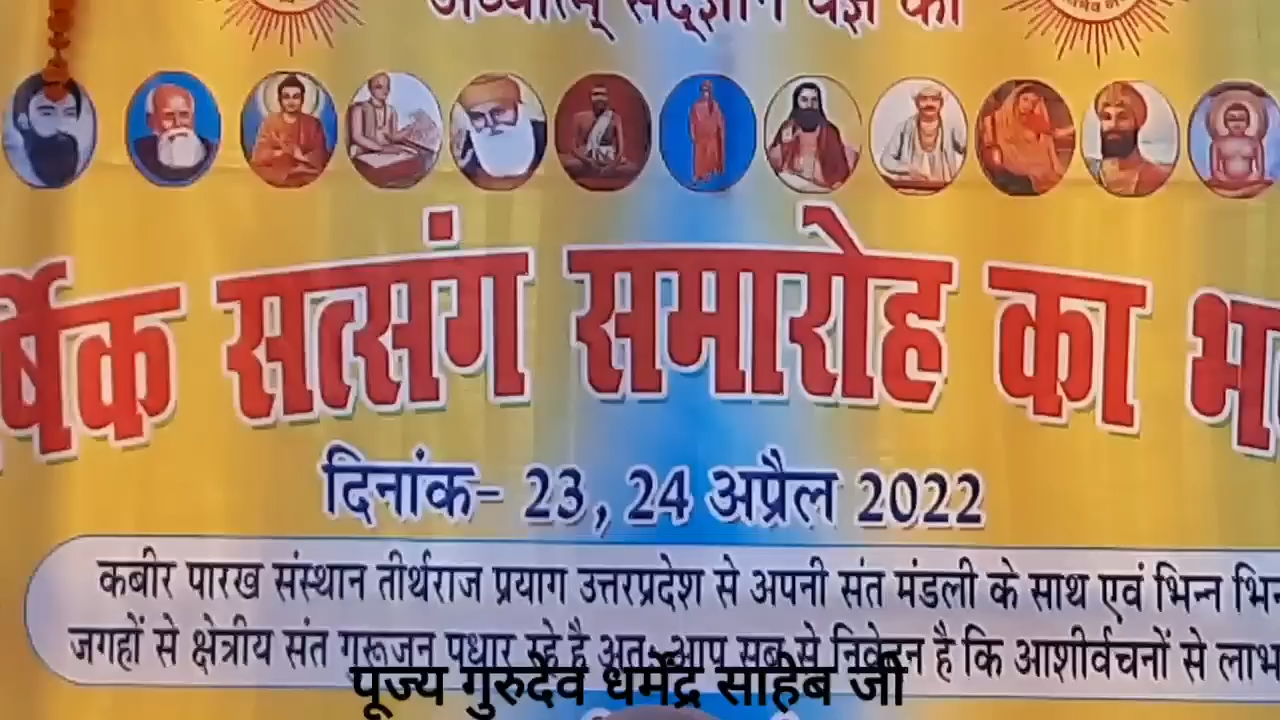 अध्यात्म् सद्ज्ञान यज्ञ का
र्षिक सत्संग समारोह का भ
दिनांक- 23, 24 अप्रैल 2022
कबीर पारख संस्थान तीर्थराज प्रयाग उत्तरप्रदेश से अपनी संत मंडली के साथ एवं भिन्न भिन
जगहों से क्षेत्रीय संत गुरूजन पधार रहे है अतः आप सब से निवेदन है कि आशीर्वचनों से लाभ
पूज्य गुरुदेव धर्मेंद्र साहिब जी